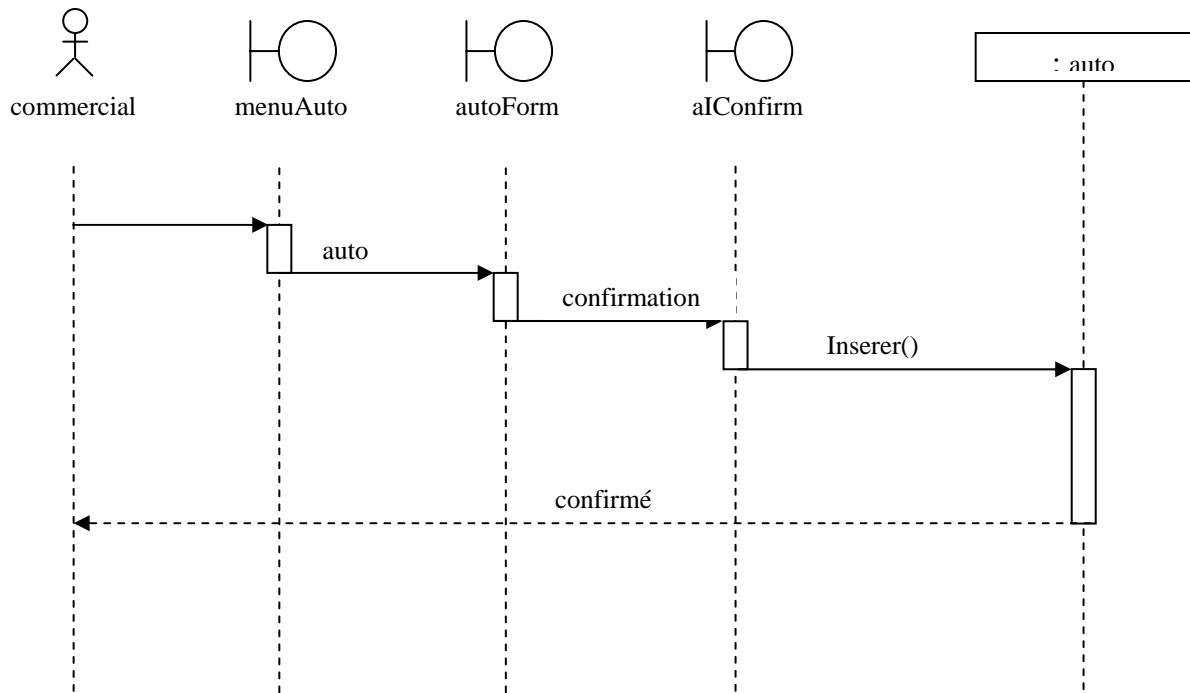 : auto
commercial
menuAuto
autoForm
aIConfirm
auto
confirmation
Inserer()
confirmé